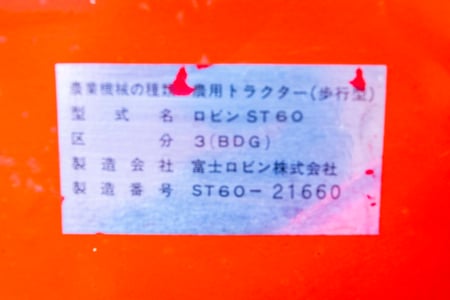 農業機械の種類 農用トラクター(歩行型)
型式名 ロビンST60
区分 3(BDG)
製造会社 富士ロビン株式会社
製造番号 ST60-21660